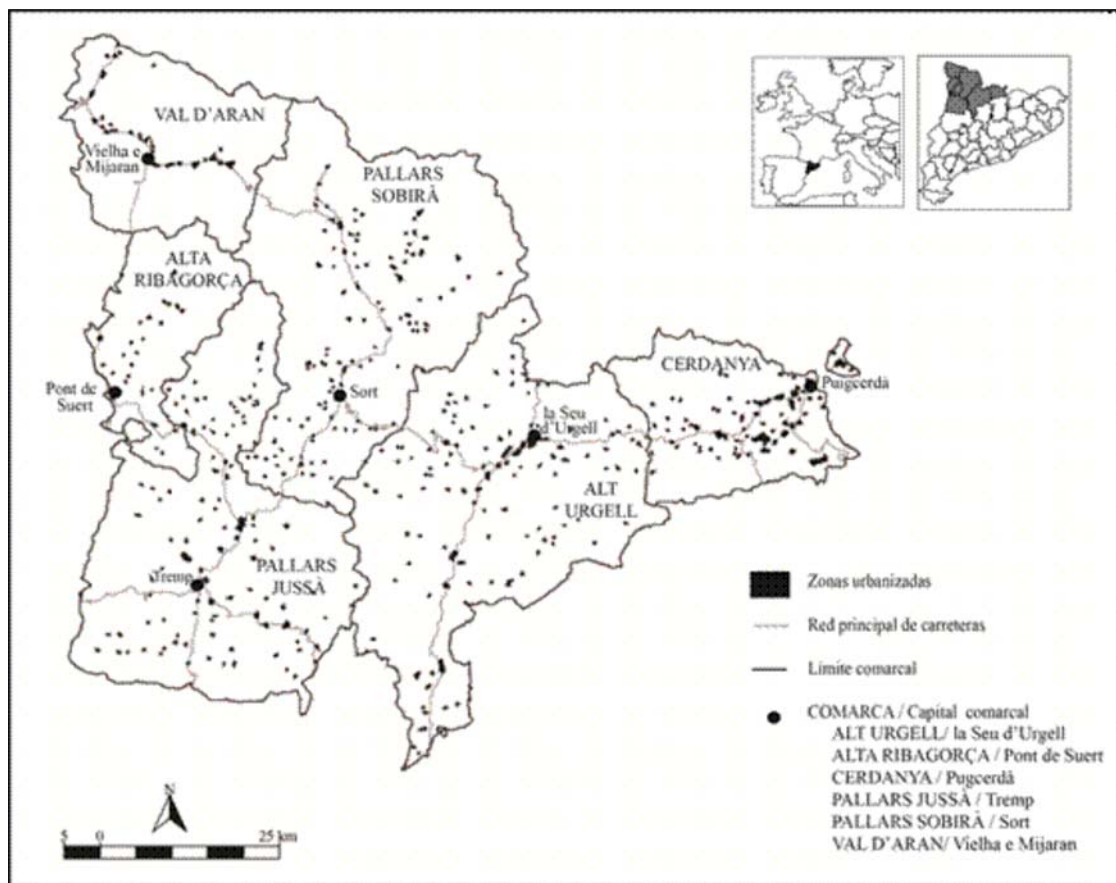 VAL D'ARAN
Vielha e
Mijaran
PALLARS
SOBIRÀ
ALTA
RIBAGORÇA
Pont de
Suert
Sort
CERDANYA
Puigcerdà
la Seu
d'Urgell
ALT
URGELL
Tremp
PALLARS
JUSSÀ
Zonas urbanizadas
Red principal de carreteras
Límite comarcal
COMARCA / Capital comarcal
ALT URGELL/ la Seu d'Urgell
ALTA RIBAGORÇA / Pont de Suert
CERDANYA / Pugcerdà
PALLARS JUSSÀ / Tremp
PALLARS SOBIRÀ / Sort
VAL D'ARAN/ Vielha e Mijaran
N
5 0 25 km